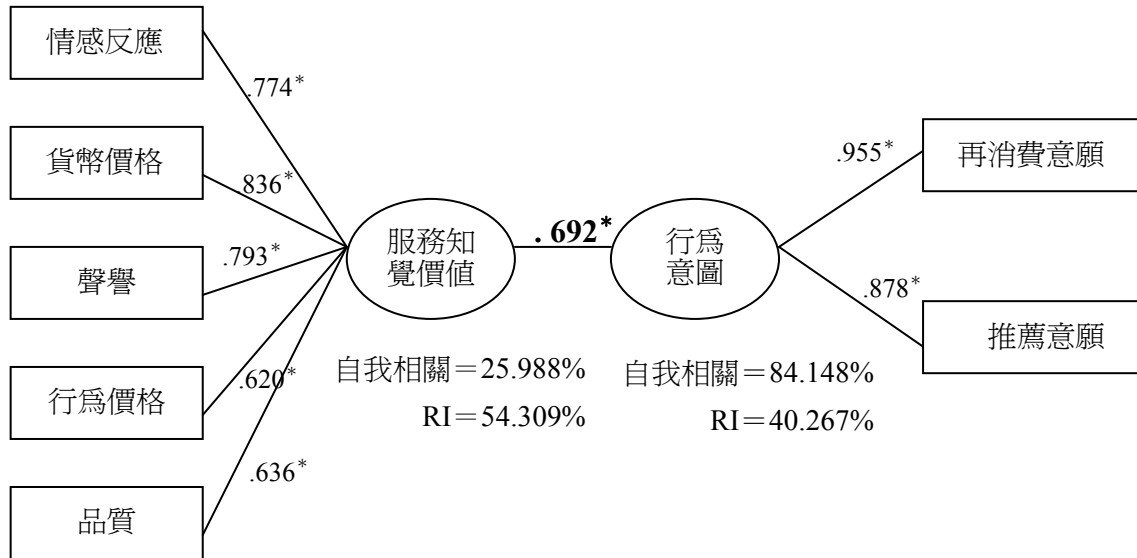 情感反應
.774*
貨幣價格
.836*
聲譽
.793*
行為價格
.620*
品質
.636*
服務知
覺價值
. 692*
行為
意圖
自我相關＝25.988%
RI＝54.309%
自我相關＝84.148%
RI＝40.267%
.955*
再消費意願
.878*
推薦意願